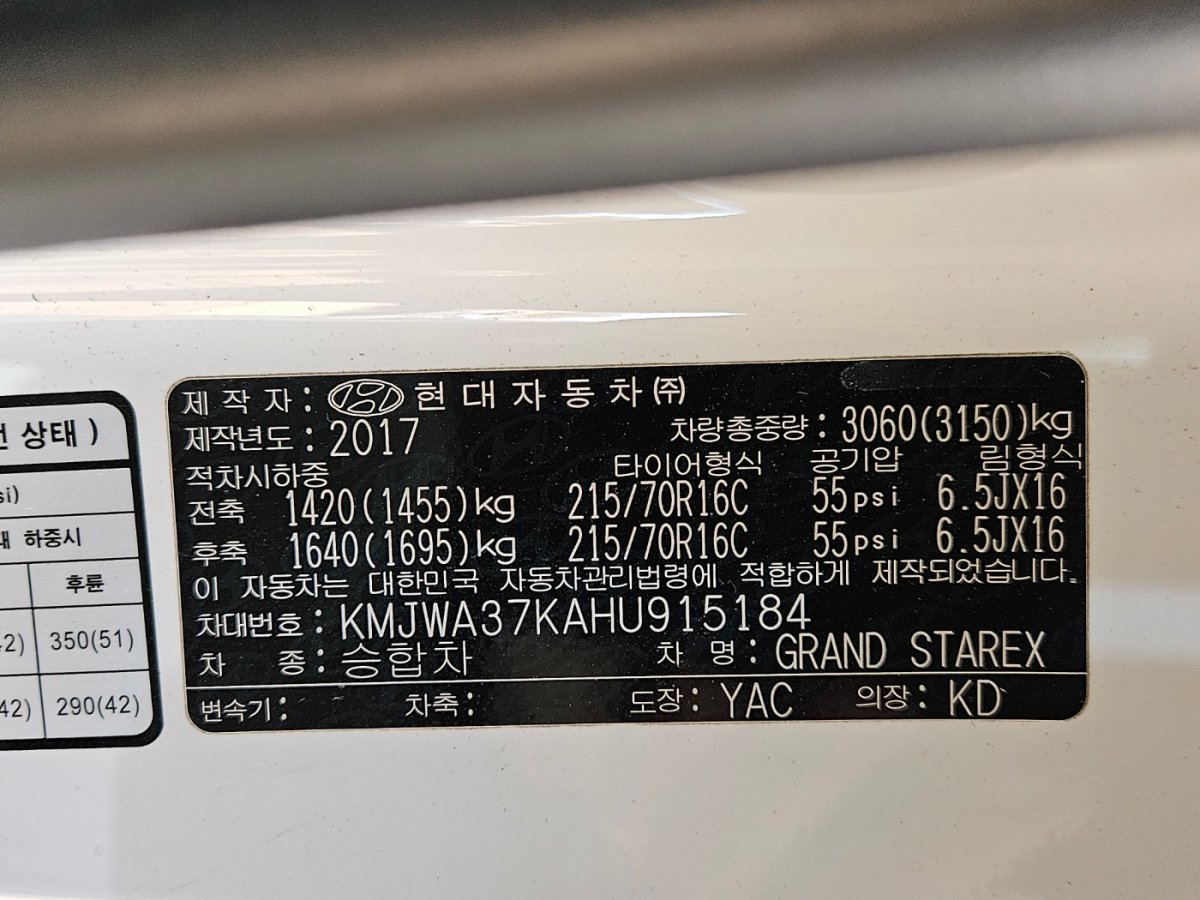 제 작 자 : 현 대 자 동 차 ㈜
제작년도 : 2017 차량총중량 : 3060(3150)kg
적차시하중 타이어형식 공기압 림형식
전축 1420(1455)kg 215/70R16C 55psi 6.5JX16
후축 1640(1695)kg 215/70R16C 55psi 6.5JX16
이 자동차는 대한민국 자동차관리법령에 적합하게 제작되었습니다.
차대번호 : KMJWA37KAHU915184
차 종 : 승합차 차 명 : GRAND STAREX
변속기 : 차축 : 도장 : YAC 의장 : KD
상태 )
하중시
후륜
350(51)
290(42)